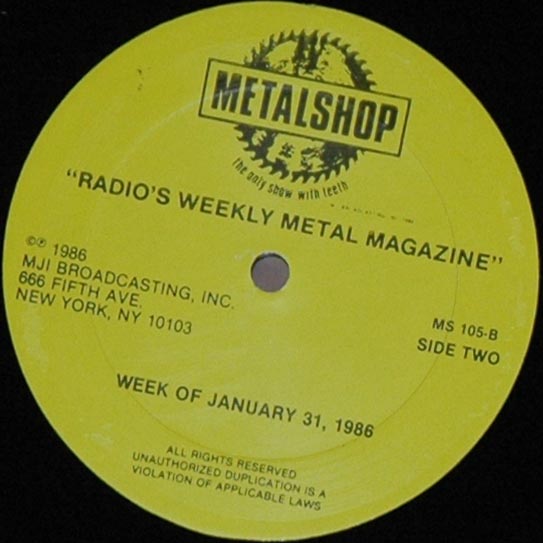 METALSHOP
the only show with teeth
"RADIO'S WEEKLY METAL MAGAZINE"
©℗ 1986
MJI BROADCASTING, INC.
666 FIFTH AVE.
NEW YORK, NY 10103
MS 105-B
SIDE TWO
WEEK OF JANUARY 31, 1986
ALL RIGHTS RESERVED
UNAUTHORIZED DUPLICATION IS A
VIOLATION OF APPLICABLE LAWS